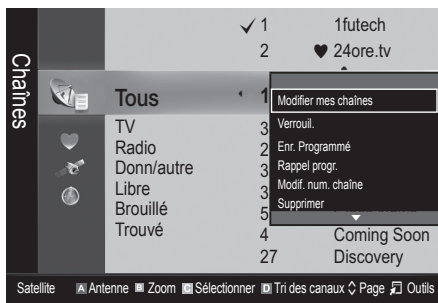 Chaînes
✓ 1 1futech
2 ♥ 24ore.tv
Tous 1
TV 3
Radio 2
Donn/autre 3
Libre 3
Brouillé 5
Trouvé 4 Coming Soon
27 Discovery
Modifier mes chaînes
Verrouil.
Enr. Programmé
Rappel progr.
Modif. num. chaîne
Supprimer
Satellite A Antenne B Zoom C Sélectionner D Tri des canaux Page Outils